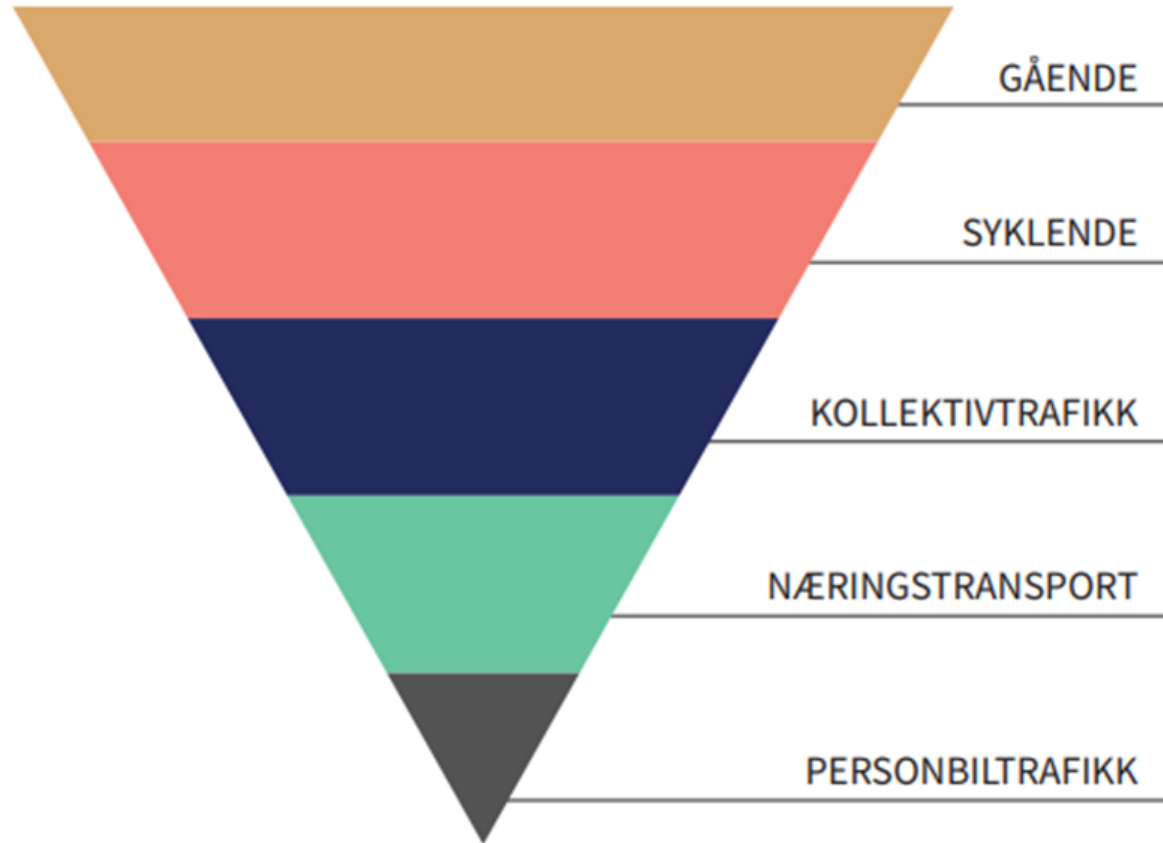 GÅENDE
SYKLENDE
KOLLEKTIVTRAFIKK
NÆRINGSTRANSPORT
PERSONBILTRAFIKK